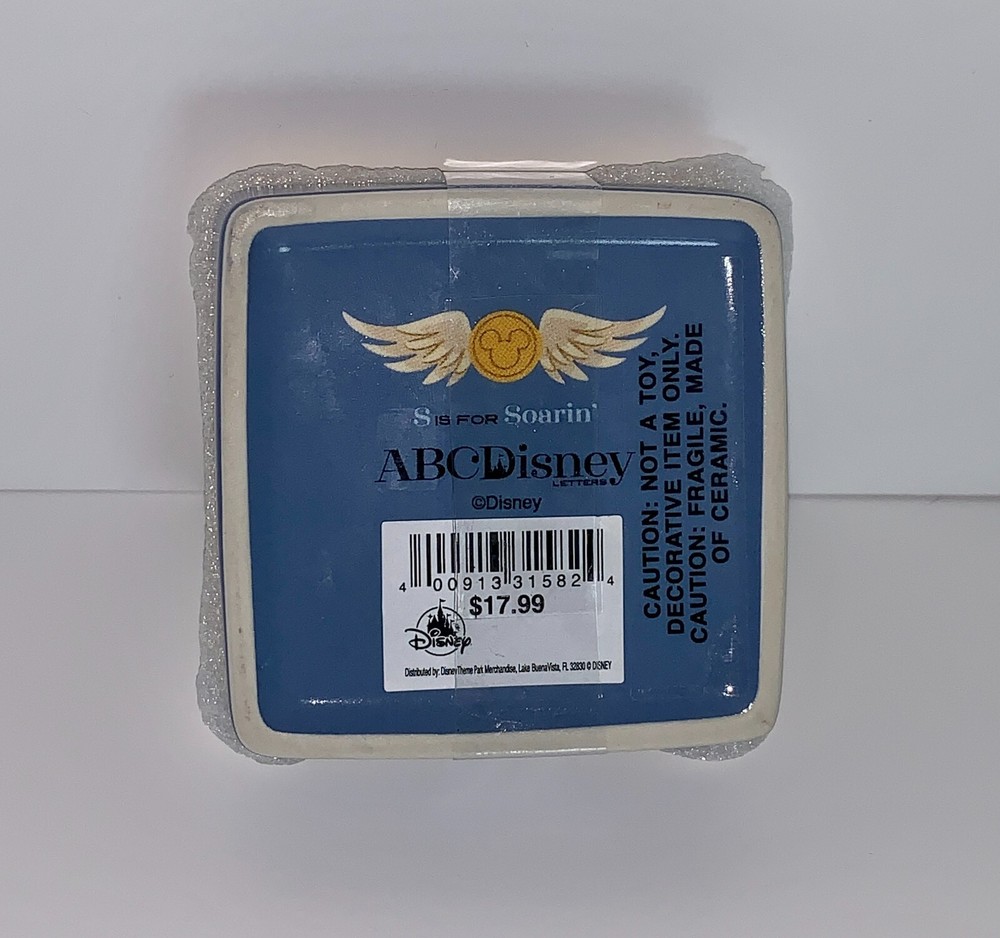 S IS FOR Soarin'
ABCDisney
LETTERS
©Disney
4 00913 31582 4
$17.99
Disney
Distributed by: Disney Theme Park Merchandise, Lake Buena Vista, FL 32830 © DISNEY
CAUTION: NOT A TOY,
DECORATIVE ITEM ONLY.
CAUTION: FRAGILE, MADE
OF CERAMIC.